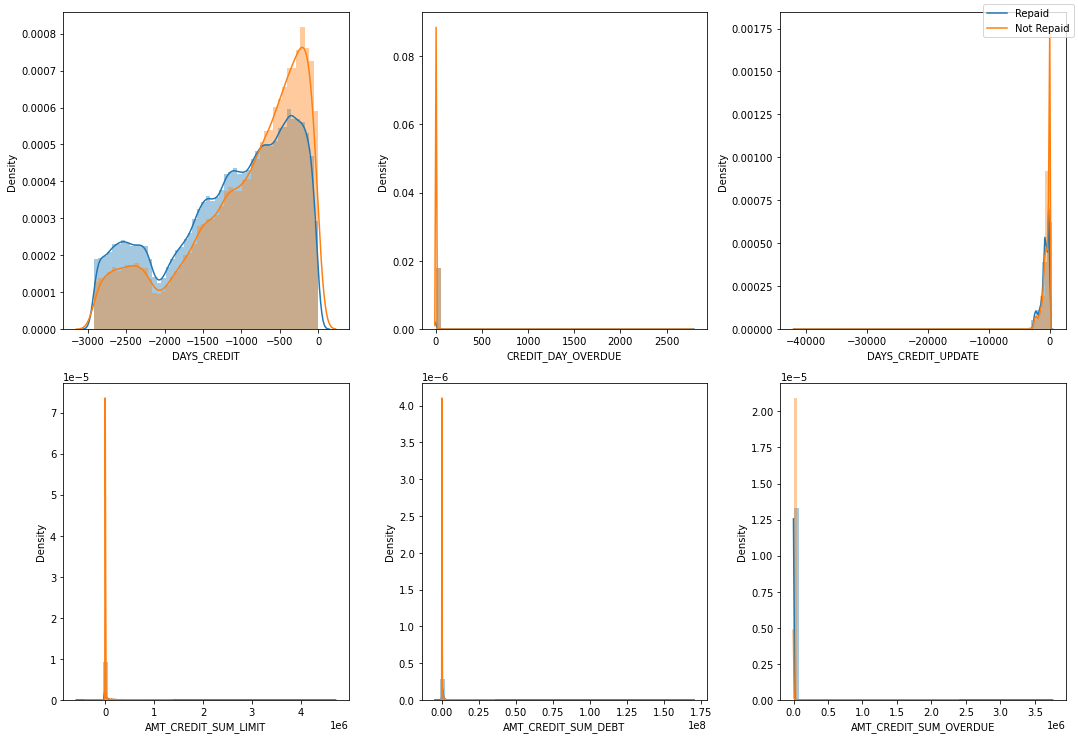 Repaid
Not Repaid
0.0008
0.0007
0.0006
0.0005
0.0004
0.0003
0.0002
0.0001
0.0000
Density
−3000 −2500 −2000 −1500 −1000 −500 0
DAYS_CREDIT
0.08
0.06
0.04
0.02
0.00
Density
0 500 1000 1500 2000 2500
CREDIT_DAY_OVERDUE
0.00175
0.00150
0.00125
0.00100
0.00075
0.00050
0.00025
0.00000
Density
−40000 −30000 −20000 −10000 0
DAYS_CREDIT_UPDATE
1e−5
7
6
5
4
3
2
1
0
Density
0 1 2 3 4
1e6
AMT_CREDIT_SUM_LIMIT
1e−6
4.0
3.5
3.0
2.5
2.0
1.5
1.0
0.5
0.0
Density
0.00 0.25 0.50 0.75 1.00 1.25 1.50 1.75
1e8
AMT_CREDIT_SUM_DEBT
1e−5
2.00
1.75
1.50
1.25
1.00
0.75
0.50
0.25
0.00
Density
0.0 0.5 1.0 1.5 2.0 2.5 3.0 3.5
1e6
AMT_CREDIT_SUM_OVERDUE